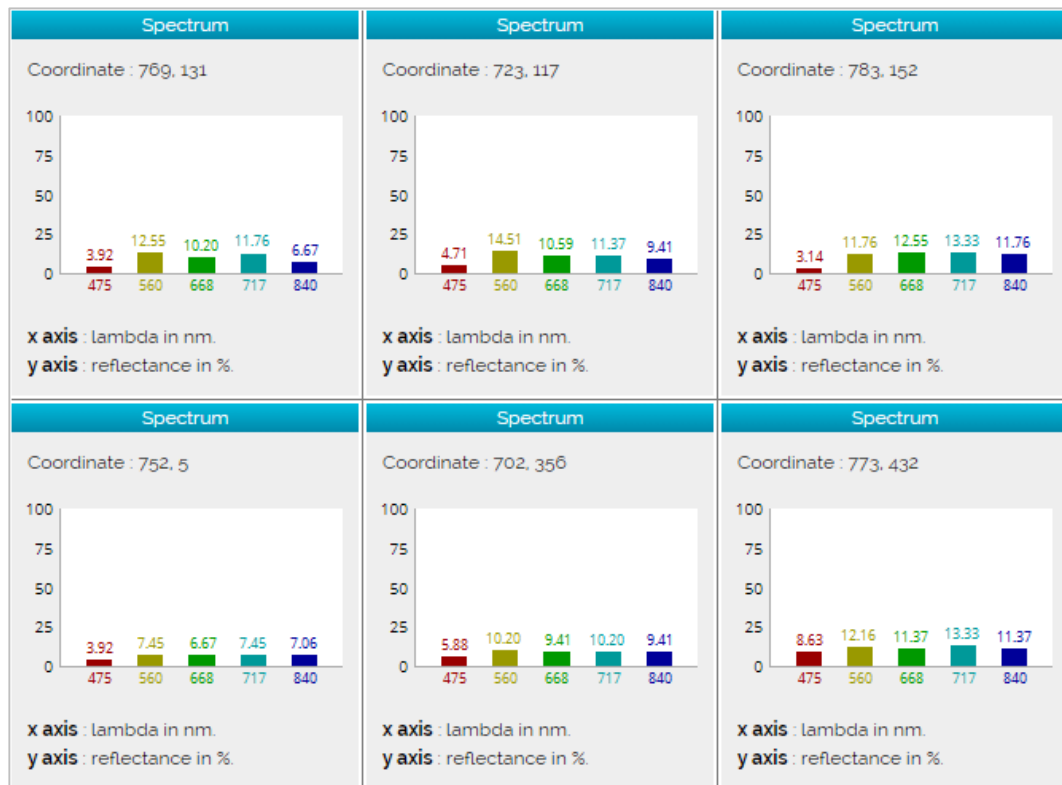 Spectrum
Coordinate : 769, 131
100
75
50
25
0
3.92
12.55
10.20
11.76
6.67
475 560 668 717 840
x axis : lambda in nm.
y axis : reflectance in %.
Spectrum
Coordinate : 723, 117
100
75
50
25
0
4.71
14.51
10.59
11.37
9.41
475 560 668 717 840
x axis : lambda in nm.
y axis : reflectance in %.
Spectrum
Coordinate : 783, 152
100
75
50
25
0
3.14
11.76
12.55
13.33
11.76
475 560 668 717 840
x axis : lambda in nm.
y axis : reflectance in %.
Spectrum
Coordinate : 752, 5
100
75
50
25
0
3.92
7.45
6.67
7.45
7.06
475 560 668 717 840
x axis : lambda in nm.
y axis : reflectance in %.
Spectrum
Coordinate : 702, 356
100
75
50
25
0
5.88
10.20
9.41
10.20
9.41
475 560 668 717 840
x axis : lambda in nm.
y axis : reflectance in %.
Spectrum
Coordinate : 773, 432
100
75
50
25
0
8.63
12.16
11.37
13.33
11.37
475 560 668 717 840
x axis : lambda in nm.
y axis : reflectance in %.